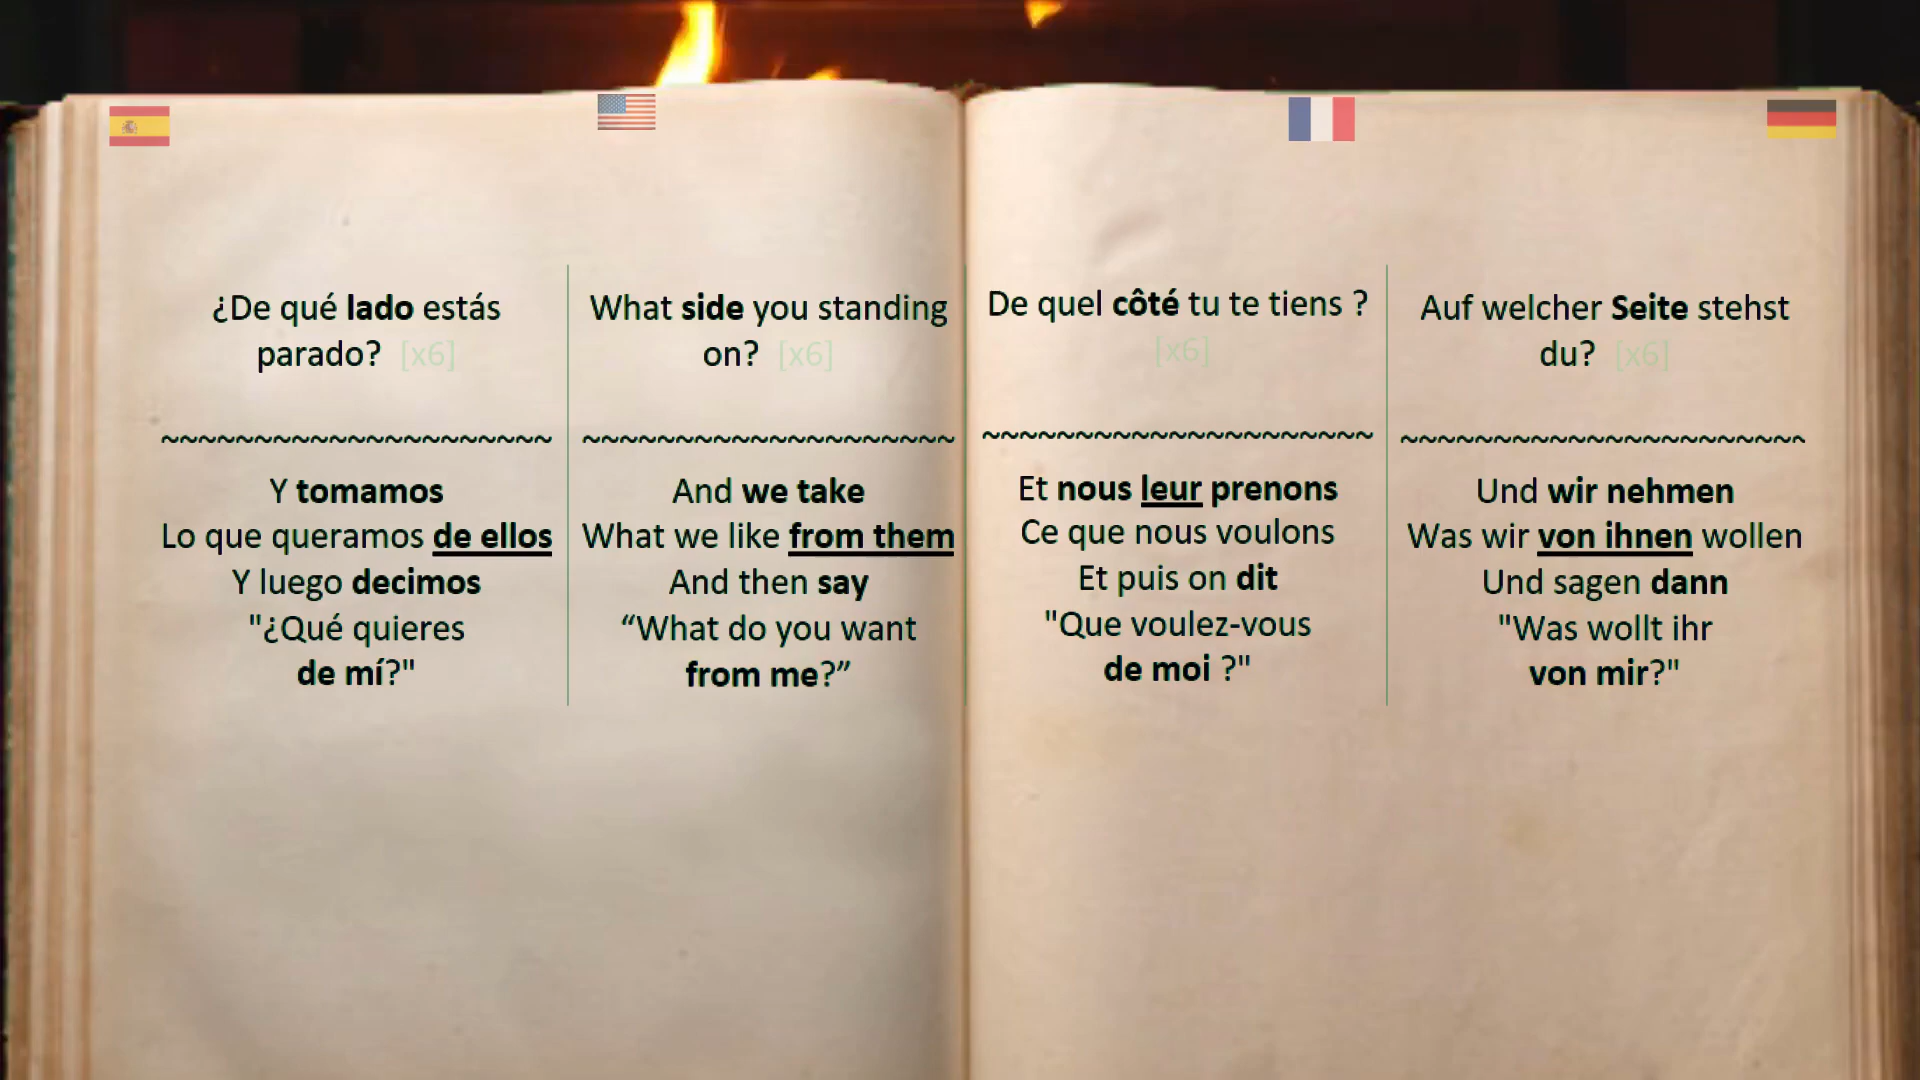 ¿De qué lado estás
parado? [x6]
~~~~~~~~~~~~~~~~~~~~~
Y tomamos
Lo que queramos de ellos
Y luego decimos
"¿Qué quieres
de mí?"
What side you standing
on? [x6]
~~~~~~~~~~~~~~~~~~~~
And we take
What we like from them
And then say
“What do you want
from me?”
De quel côté tu te tiens ?
[x6]
~~~~~~~~~~~~~~~~~~~~~
Et nous leur prenons
Ce que nous voulons
Et puis on dit
"Que voulez-vous
de moi ?"
Auf welcher Seite stehst
du? [x6]
~~~~~~~~~~~~~~~~~~~~~~
Und wir nehmen
Was wir von ihnen wollen
Und sagen dann
"Was wollt ihr
von mir?"